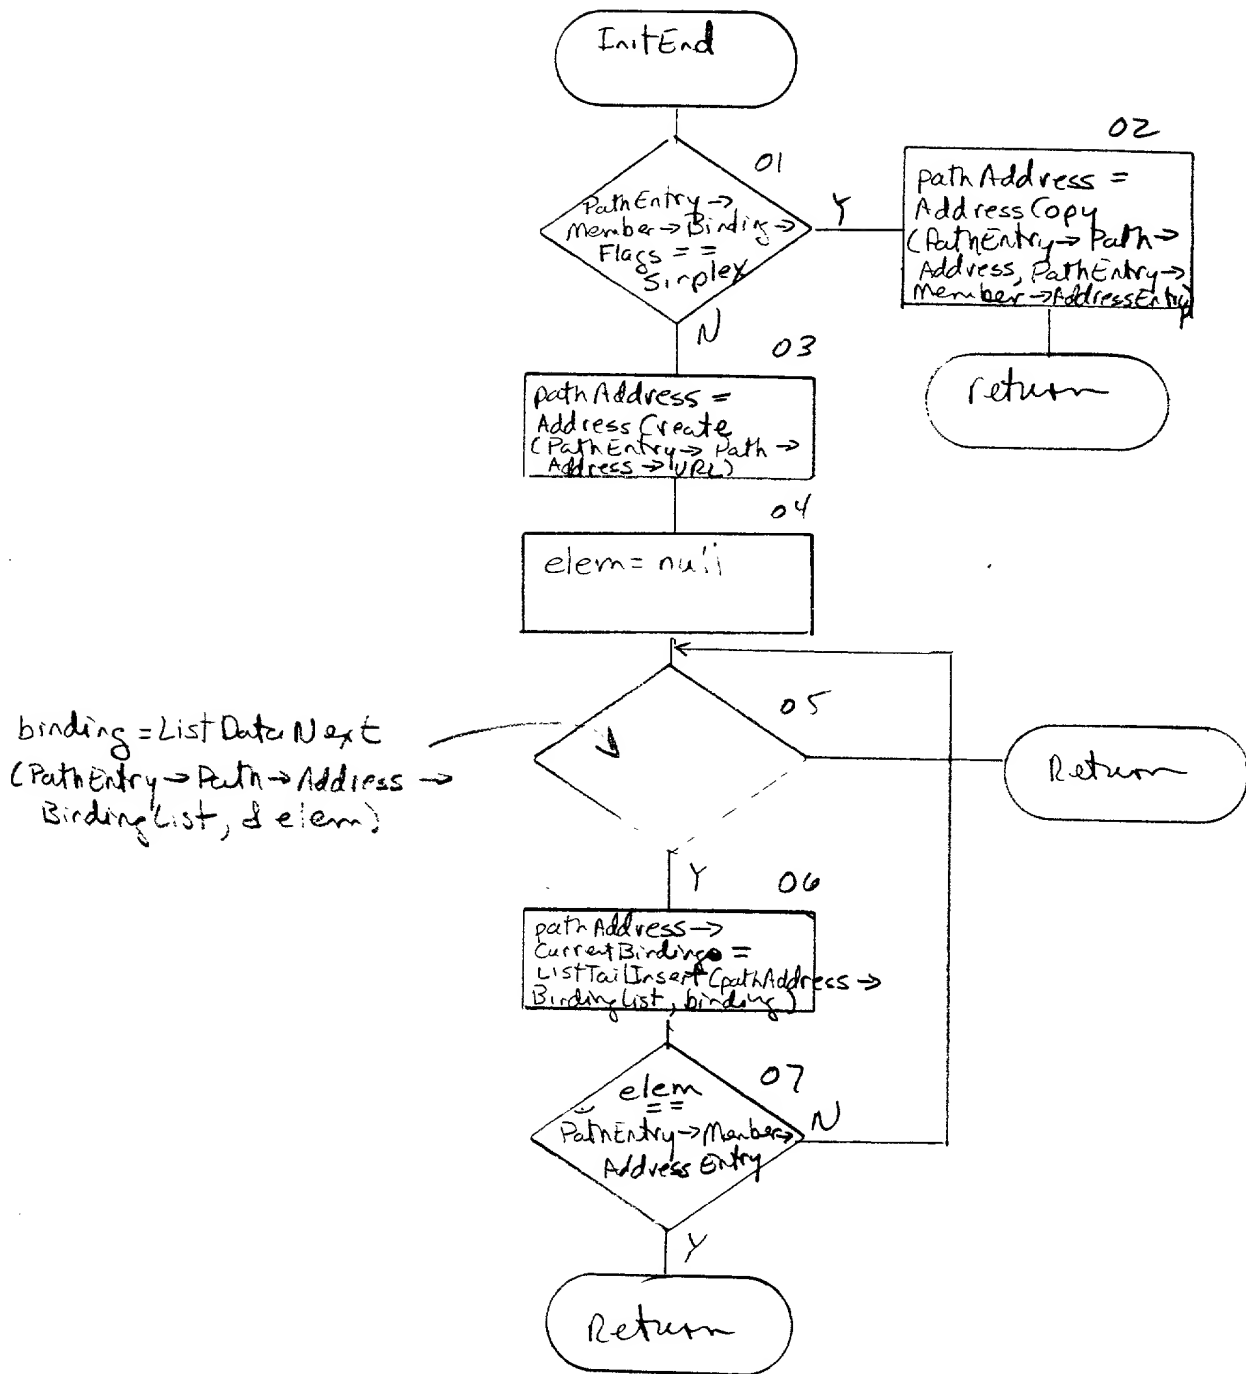 InitEnd
01
PathEntry→
Member→Binding→
Flags ==
Simplex
Y
02
pathAddress =
AddressCopy
(PathEntry→Path→
Address, PathEntry→
Member→AddressEntry)
return
N
03
pathAddress =
AddressCreate
(PathEntry→Path→
Address→URL)
04
elem = null
05
binding = ListDataNext
(PathEntry→Path→Address→
BindingList, &elem)
Return
Y
06
pathAddress→
CurrentBinding =
ListTailInsert(pathAddress→
BindingList, binding)
07
elem
==
PathEntry→Member→
AddressEntry
N
Y
Return